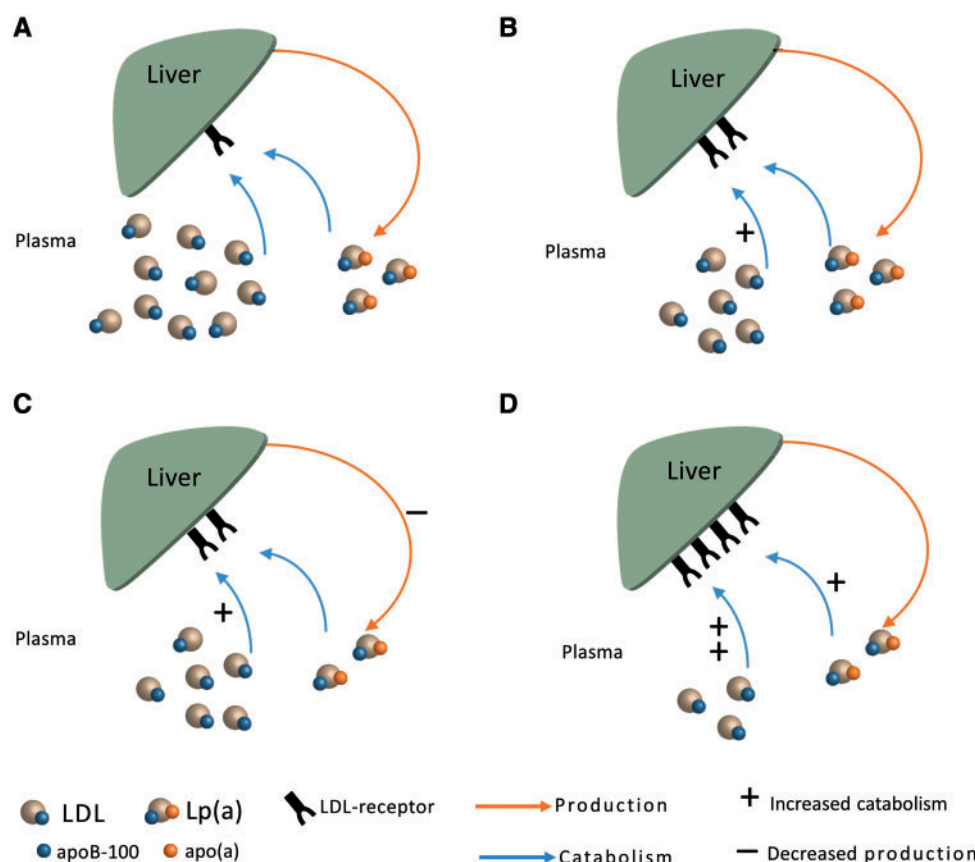 A
B
Liver
Liver
Plasma
Plasma
+
C
D
Liver
Liver
−
+
+
+
+
Plasma
Plasma
LDL
Lp(a)
LDL-receptor
Production
+ Increased catabolism
apoB-100
apo(a)
Catabolism
− Decreased production